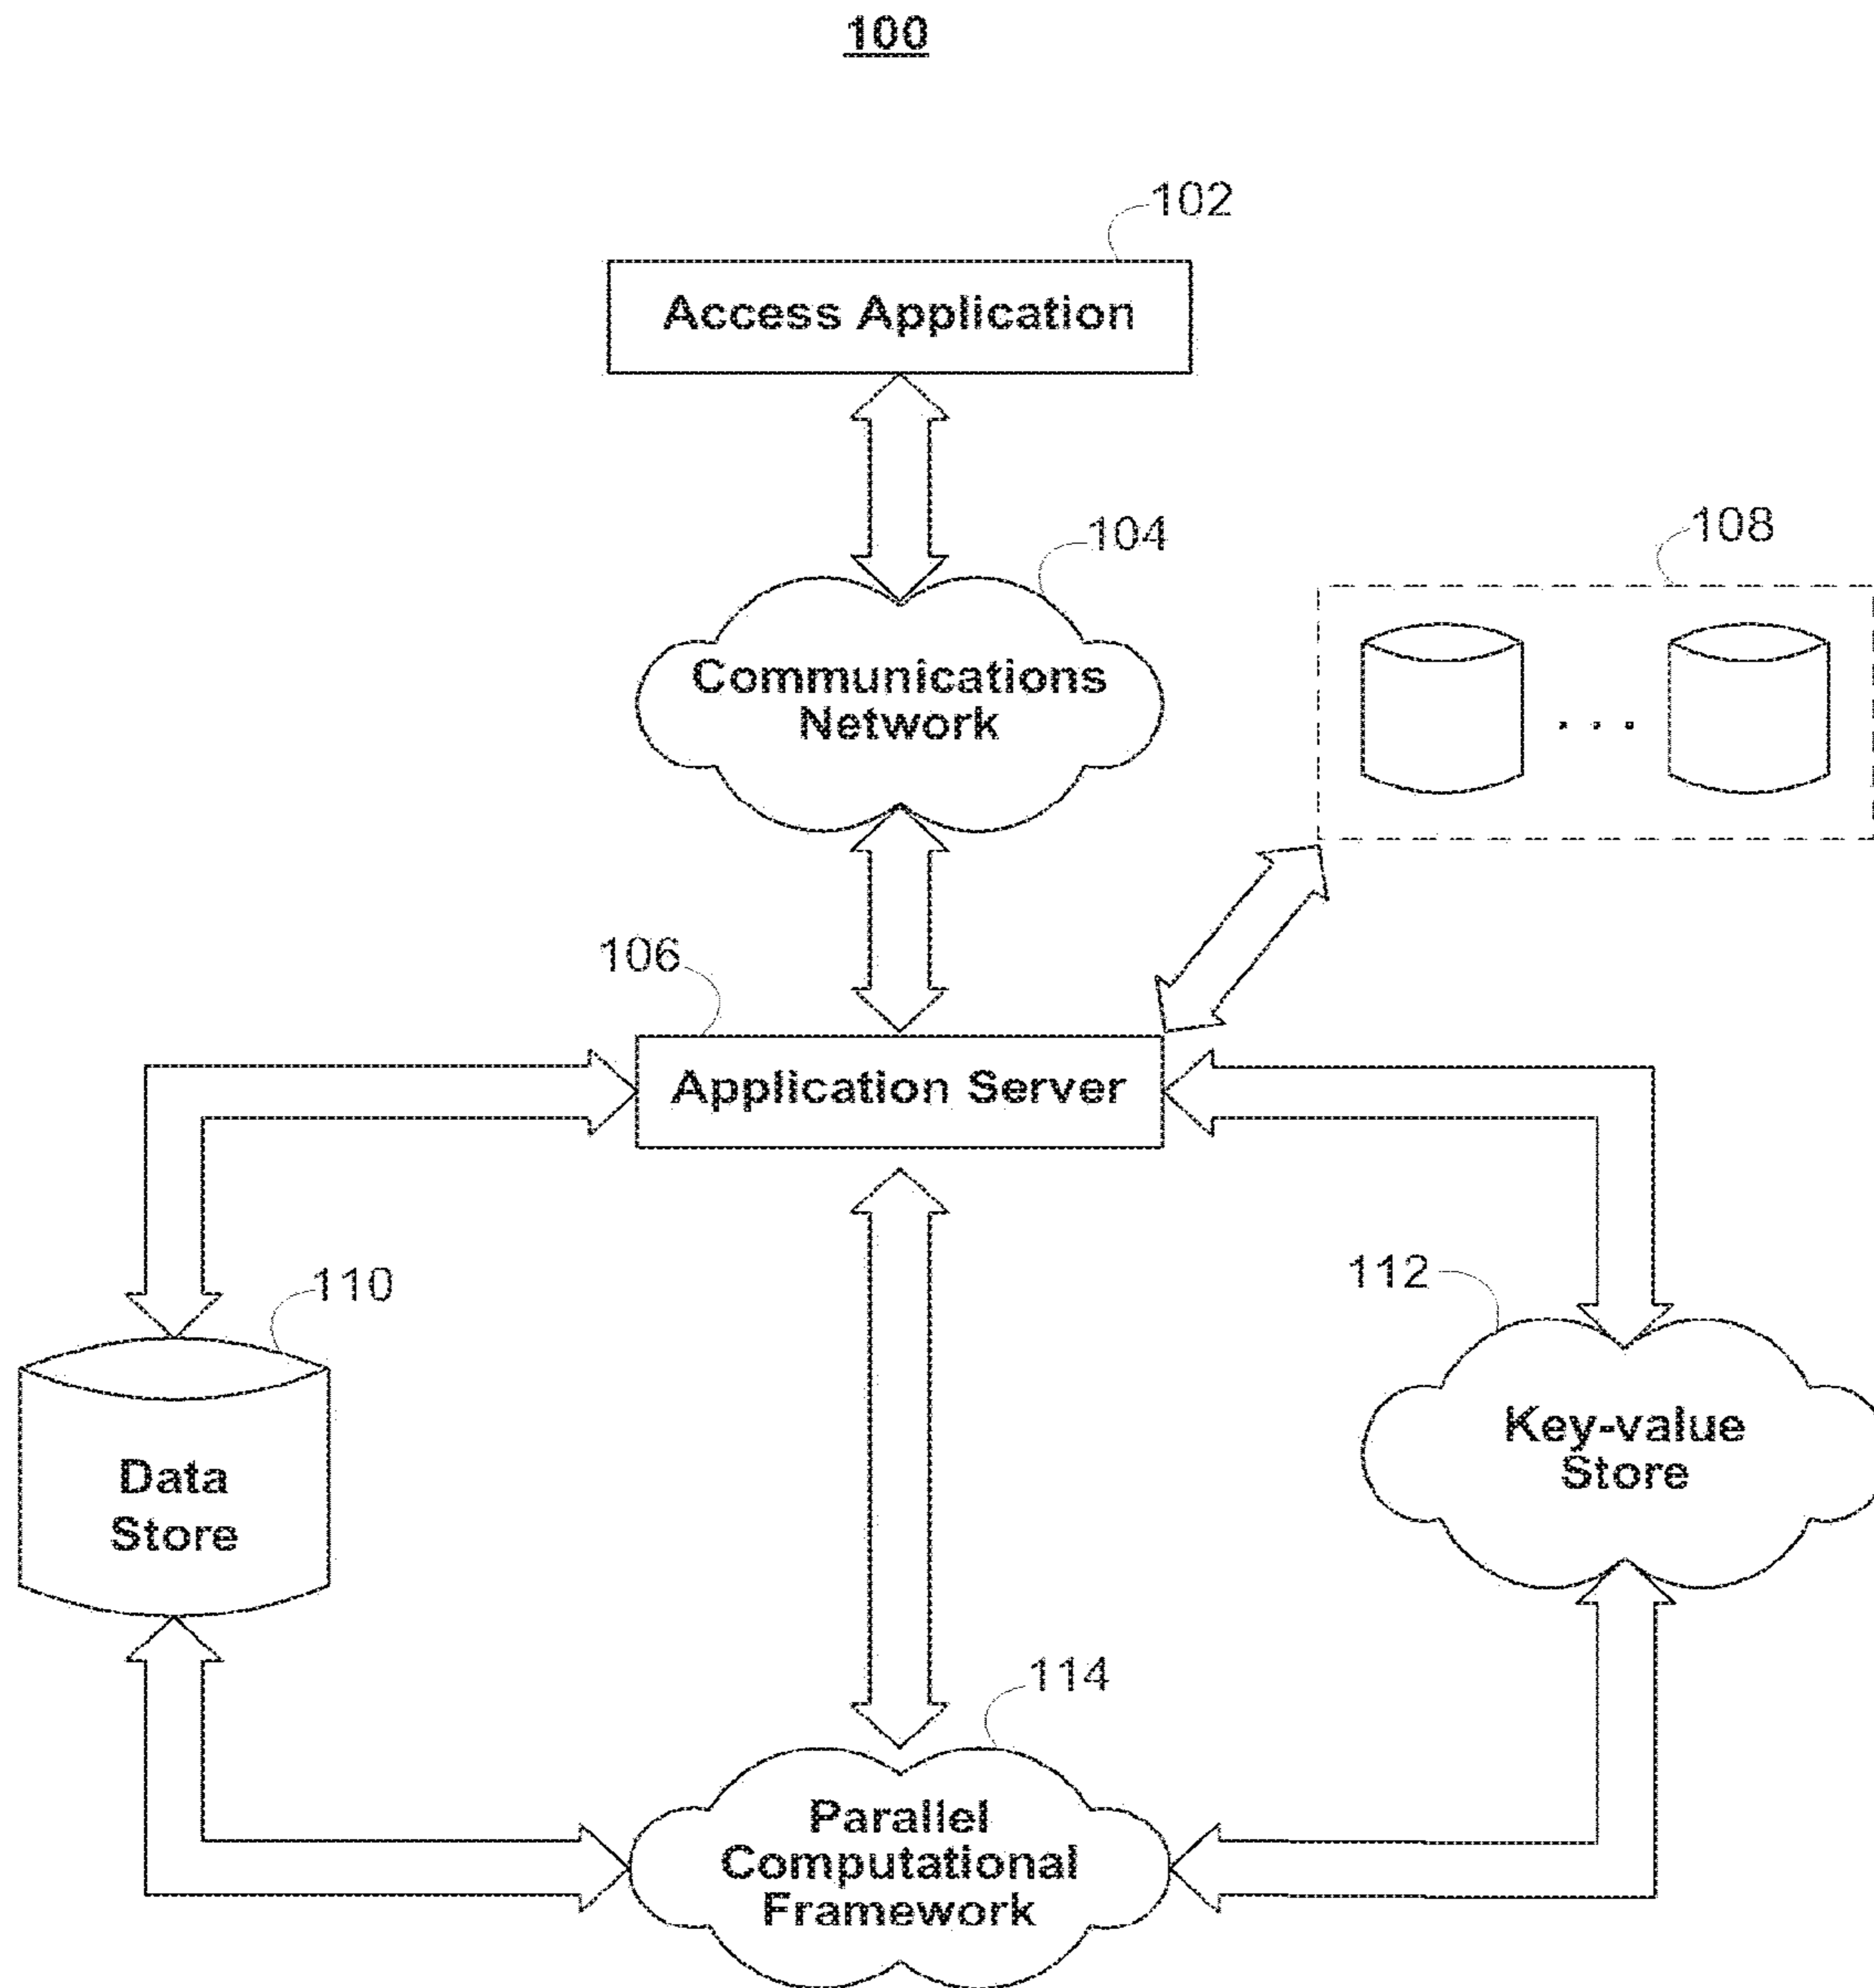 100
102
Access Application
104
108
Communications
Network
. . .
106
Application Server
110
112
Data
Store
Key-value
Store
114
Parallel
Computational
Framework